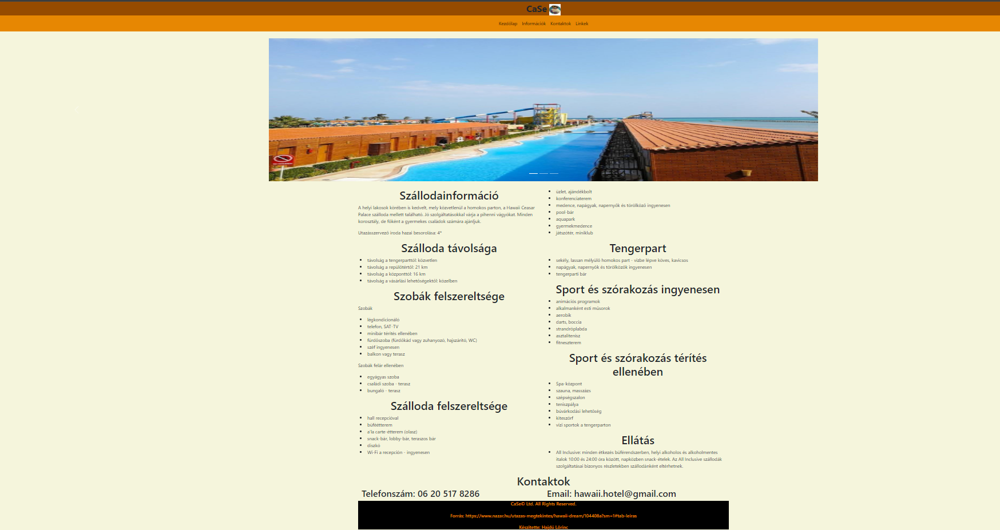 CaSe
Kezdőlap Információk Kontaktok Linkek
Szállodainformáció
A helyi lakosok körében is kedvelt, mely közvetlenül a homokos parton, a Hawaii Ceasar
Palace szálloda mellett található. Jó szolgáltatásokkal várja a pihenni vágyókat. Minden
korosztály, de főként a gyermekes családok számára ajánljuk.
Utazásszervező iroda hazai besorolása: 4*
Szálloda távolsága
távolság a tengerparttól: közvetlen
távolság a repülőtértől: 21 km
távolság a központtól: 16 km
távolság a vásárlási lehetőségektől: közelben
Szobák felszereltsége
Szobák
légkondicionáló
telefon, SAT-TV
minibár térítés ellenében
fürdőszoba (fürdőkád vagy zuhanyozó, hajszárító, WC)
széf ingyenesen
balkon vagy terasz
Szobák felár ellenében
egyágyas szoba
családi szoba - terasz
bungaló - terasz
Szálloda felszereltsége
hall recepcióval
büféétterem
a'la carte-étterem (olasz)
snack-bár, lobby-bár, teraszos bár
diszkó
Wi-Fi a recepción - ingyenesen
üzlet, ajándékbolt
konferenciaterem
medence, napágyak, napernyők és törölköző ingyenesen
pool-bár
aquapark
gyermekmedence
játszótér, miniklub
Tengerpart
sekély, lassan mélyülő homokos part - vízbe lépve köves, kavicsos
napágyak, napernyők és törölközők ingyenesen
tengerparti bár
Sport és szórakozás ingyenesen
animációs programok
alkalmanként esti műsorok
aerobik
darts, boccia
strandröplabda
asztalitenisz
fitneszterem
Sport és szórakozás térítés
ellenében
Spa-központ
szauna, masszázs
szépségszalon
teniszpálya
búvárkodási lehetőség
kiteszörf
vízi sportok a tengerparton
Ellátás
All Inclusive: minden étkezés büférendszerben, helyi alkoholos és alkoholmentes
italok 10:00 és 24:00 óra között, napközben snack-ételek. Az All Inclusive szállodák
szolgáltatásai bizonyos részletekben szállodánként eltérhetnek.
Kontaktok
Telefonszám: 06 20 517 8286 Email: hawaii.hotel@gmail.com
CaSe© Ltd. All Rights Reserved.
Forrás: https://www.nazar.hu/utazas-megtekintes/hawaii-dream/104408a?sm=1#tab-leiras
Készítette: Hajdú Lőrinc